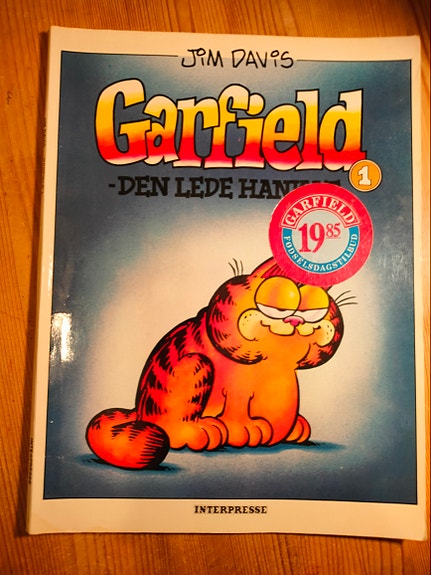 JIM DAVIS
Garfield
1
-DEN LEDE
GARFIELD
19.85
FØDSELSDAGSTILBUD
INTERPRESSE